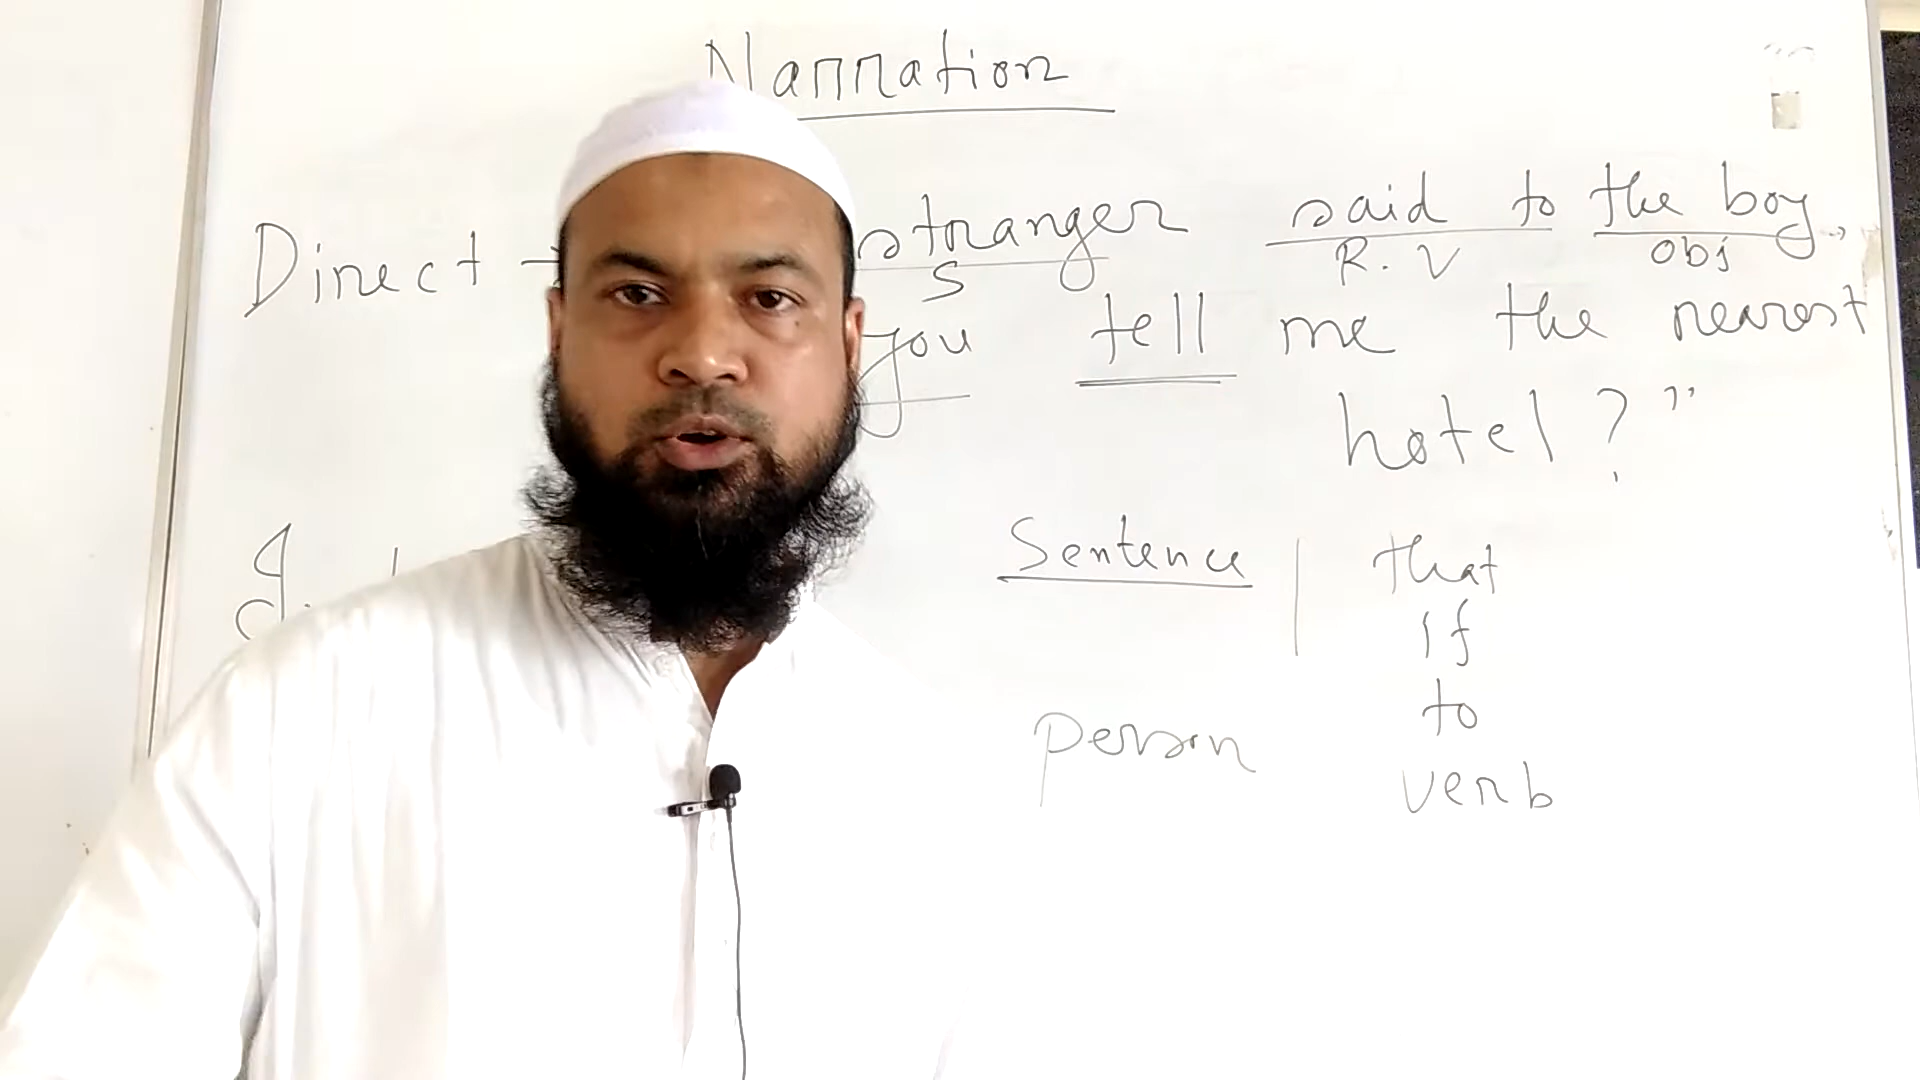 Narration
Direct → stranger said to the boy,
S R. V obj
you tell me the nearest
hotel ?”
Sentence | that
if
to
person
verb